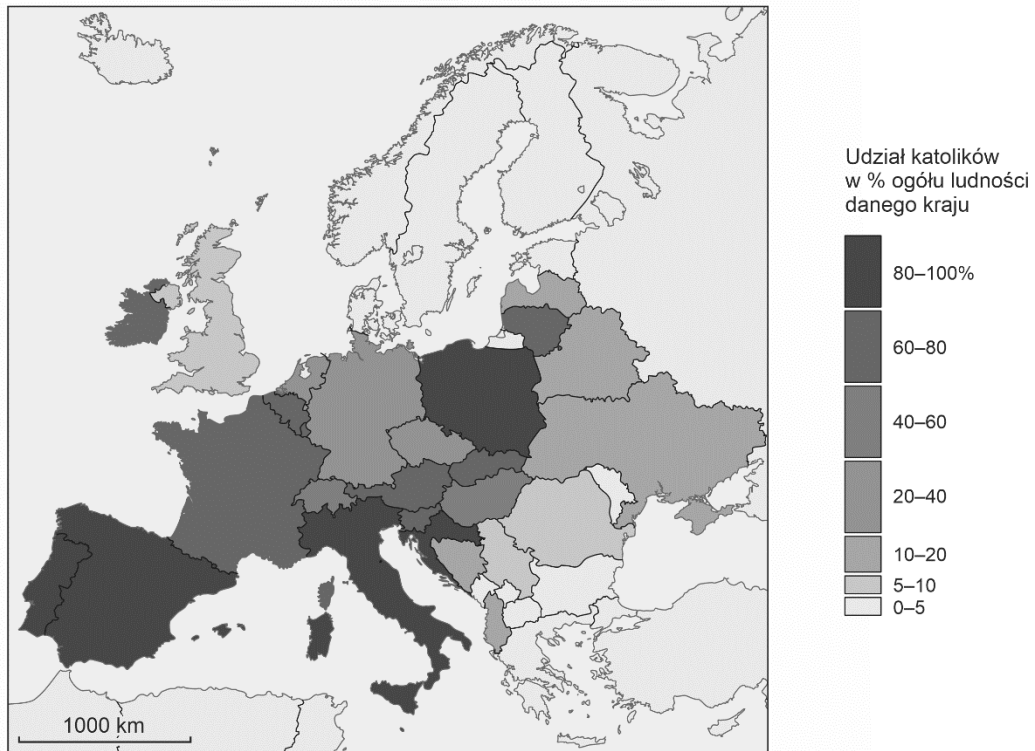 Udział katolików
w % ogółu ludności
danego kraju
80–100%
60–80
40–60
20–40
10–20
5–10
0–5
1000 km